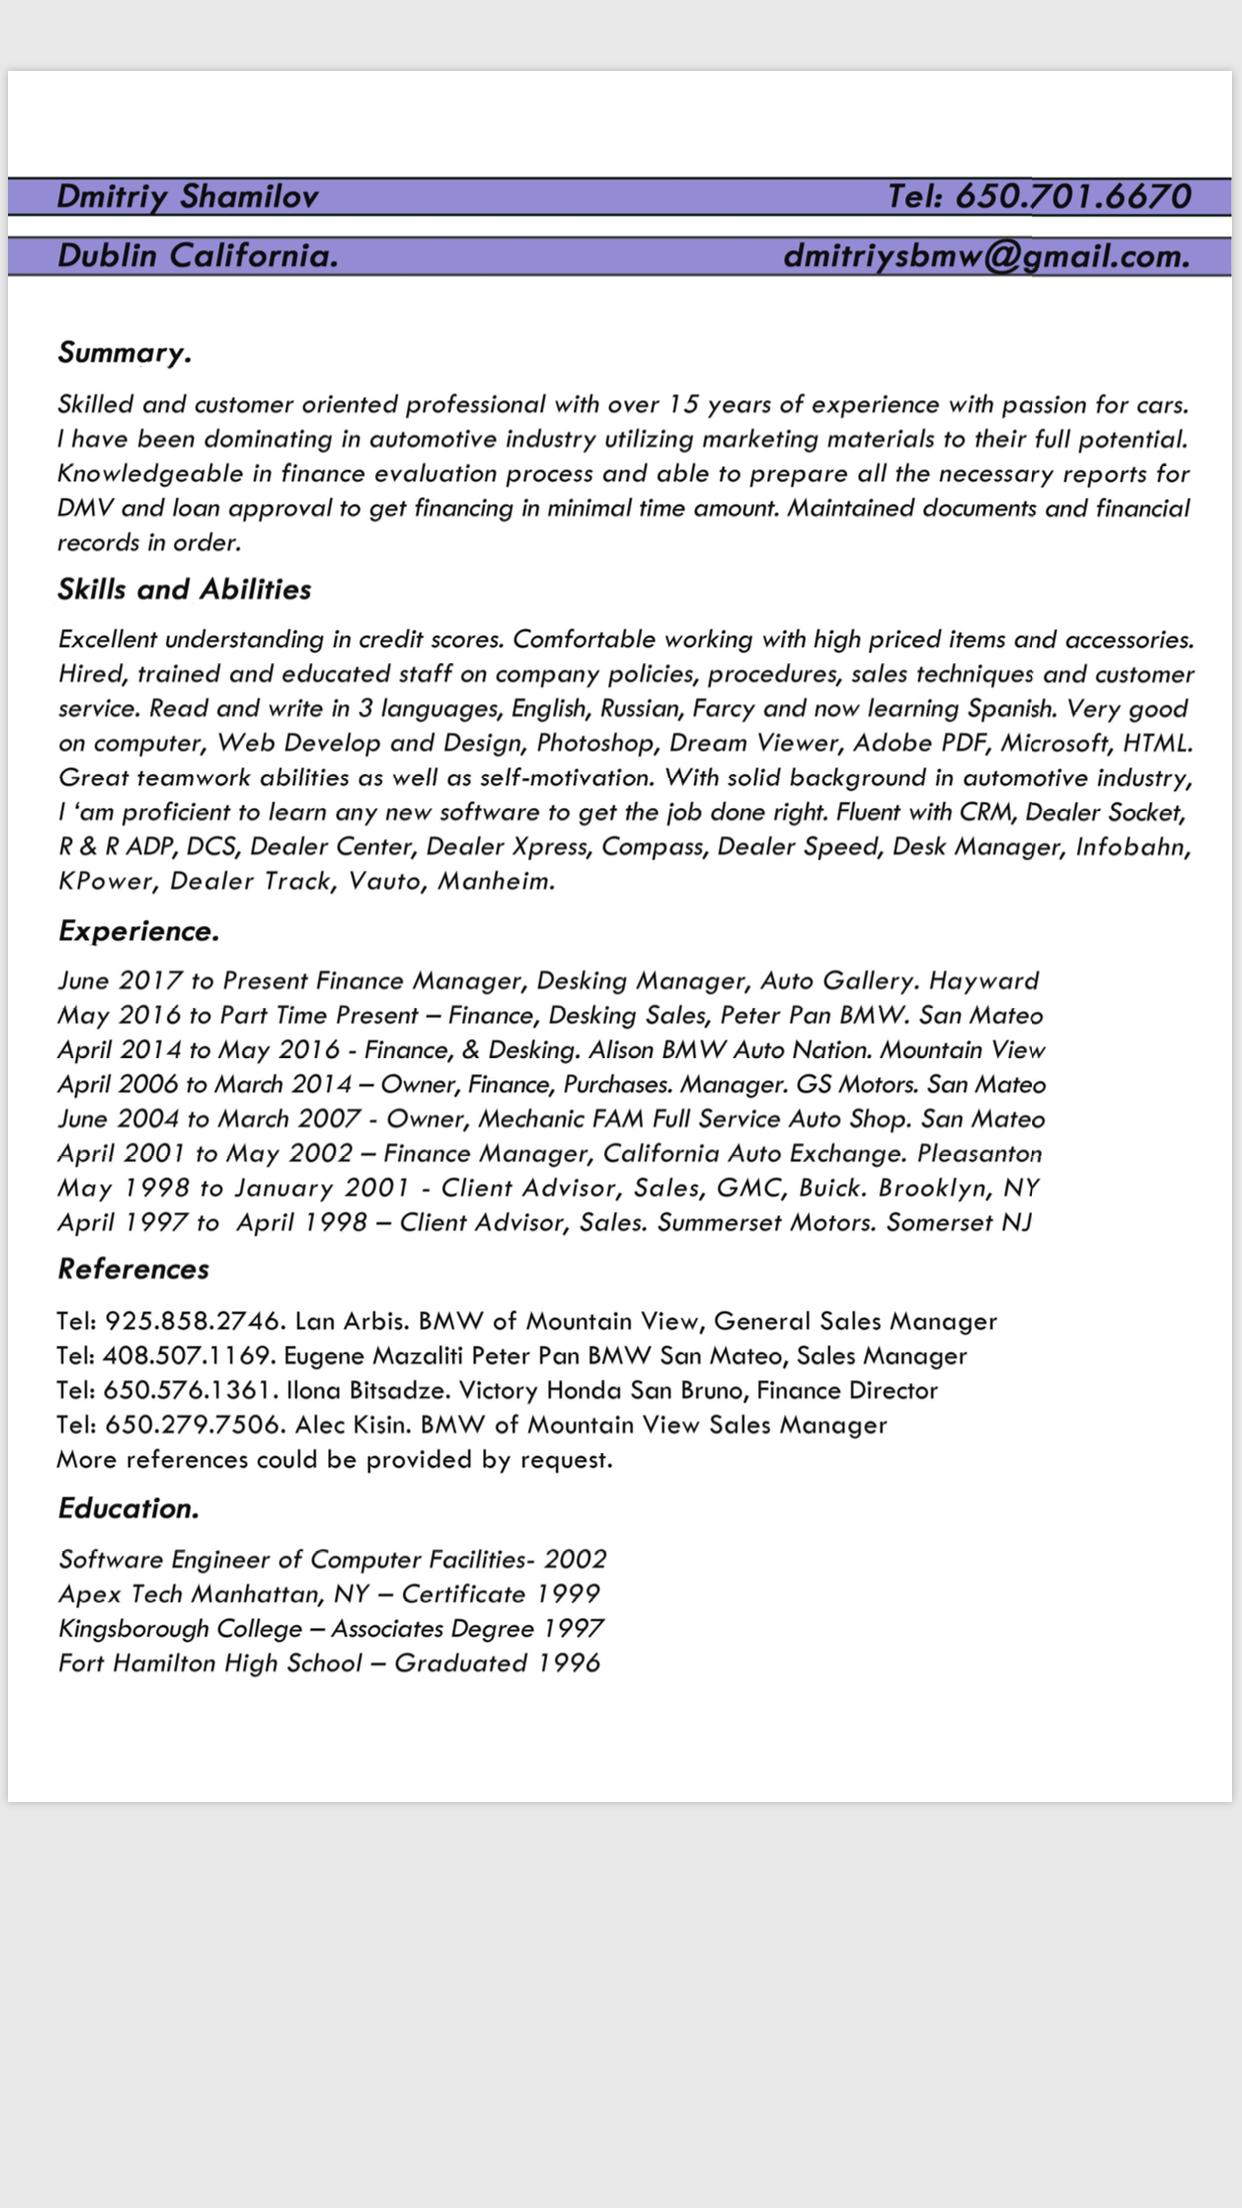 Dmitriy Shamilov Tel: 650.701.6670
Dublin California. dmitriysbmw@gmail.com.
Summary.
Skilled and customer oriented professional with over 15 years of experience with passion for cars.
I have been dominating in automotive industry utilizing marketing materials to their full potential.
Knowledgeable in finance evaluation process and able to prepare all the necessary reports for
DMV and loan approval to get financing in minimal time amount. Maintained documents and financial
records in order.
Skills and Abilities
Excellent understanding in credit scores. Comfortable working with high priced items and accessories.
Hired, trained and educated staff on company policies, procedures, sales techniques and customer
service. Read and write in 3 languages, English, Russian, Farcy and now learning Spanish. Very good
on computer, Web Develop and Design, Photoshop, Dream Viewer, Adobe PDF, Microsoft, HTML.
Great teamwork abilities as well as self-motivation. With solid background in automotive industry,
I ‘am proficient to learn any new software to get the job done right. Fluent with CRM, Dealer Socket,
R & R ADP, DCS, Dealer Center, Dealer Xpress, Compass, Dealer Speed, Desk Manager, Infobahn,
KPower, Dealer Track, Vauto, Manheim.
Experience.
June 2017 to Present Finance Manager, Desking Manager, Auto Gallery. Hayward
May 2016 to Part Time Present – Finance, Desking Sales, Peter Pan BMW. San Mateo
April 2014 to May 2016 - Finance, & Desking. Alison BMW Auto Nation. Mountain View
April 2006 to March 2014 – Owner, Finance, Purchases. Manager. GS Motors. San Mateo
June 2004 to March 2007 - Owner, Mechanic FAM Full Service Auto Shop. San Mateo
April 2001 to May 2002 – Finance Manager, California Auto Exchange. Pleasanton
May 1998 to January 2001 - Client Advisor, Sales, GMC, Buick. Brooklyn, NY
April 1997 to April 1998 – Client Advisor, Sales. Summerset Motors. Somerset NJ
References
Tel: 925.858.2746. Lan Arbis. BMW of Mountain View, General Sales Manager
Tel: 408.507.1169. Eugene Mazaliti Peter Pan BMW San Mateo, Sales Manager
Tel: 650.576.1361. Ilona Bitsadze. Victory Honda San Bruno, Finance Director
Tel: 650.279.7506. Alec Kisin. BMW of Mountain View Sales Manager
More references could be provided by request.
Education.
Software Engineer of Computer Facilities- 2002
Apex Tech Manhattan, NY – Certificate 1999
Kingsborough College – Associates Degree 1997
Fort Hamilton High School – Graduated 1996